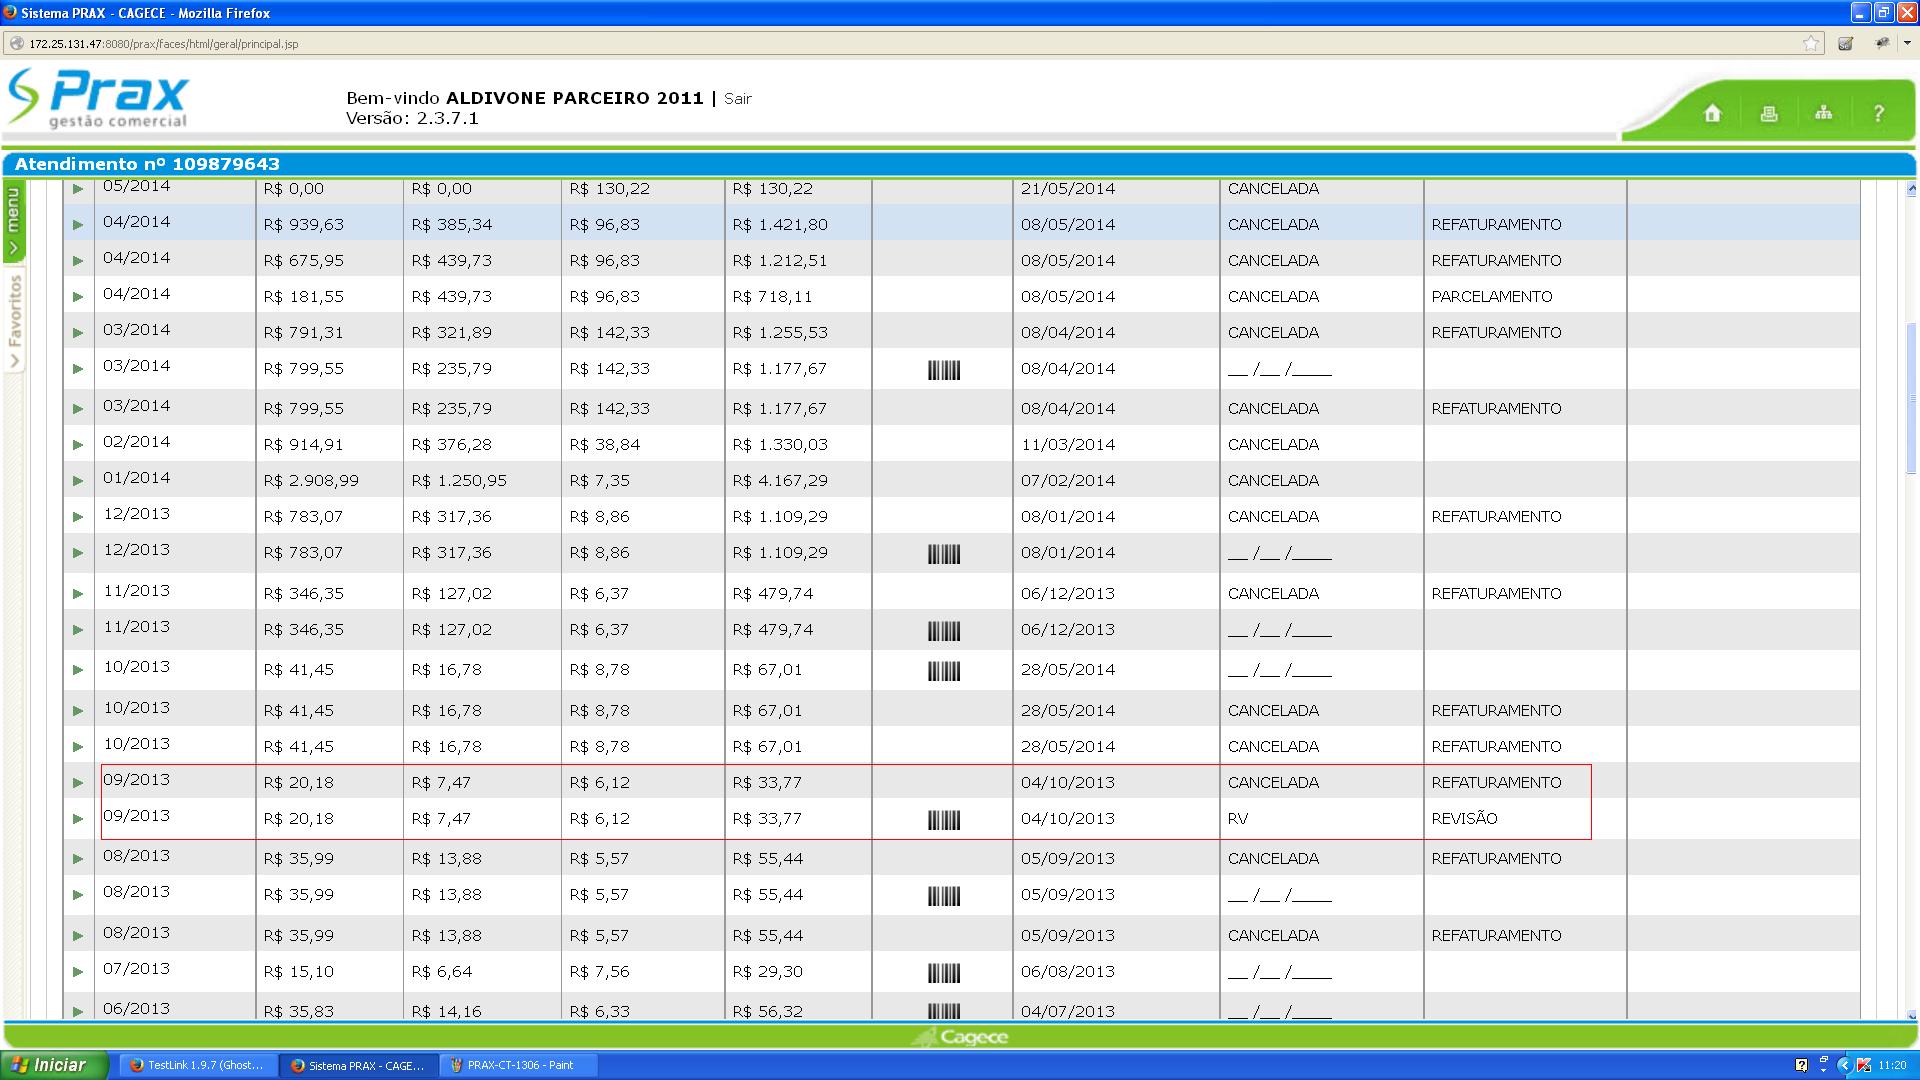 Sistema PRAX - CAGECE - Mozilla Firefox
172.25.131.47:8080/prax/faces/html/geral/principal.jsp
Prax
gestão comercial
Bem-vindo ALDIVONE PARCEIRO 2011 | Sair
Versão: 2.3.7.1
?
Atendimento nº 109879643
menu
Favoritos
05/2014 R$ 0,00 R$ 0,00 R$ 130,22 R$ 130,22 21/05/2014 CANCELADA
04/2014 R$ 939,63 R$ 385,34 R$ 96,83 R$ 1.421,80 08/05/2014 CANCELADA REFATURAMENTO
04/2014 R$ 675,95 R$ 439,73 R$ 96,83 R$ 1.212,51 08/05/2014 CANCELADA REFATURAMENTO
04/2014 R$ 181,55 R$ 439,73 R$ 96,83 R$ 718,11 08/05/2014 CANCELADA PARCELAMENTO
03/2014 R$ 791,31 R$ 321,89 R$ 142,33 R$ 1.255,53 08/04/2014 CANCELADA REFATURAMENTO
03/2014 R$ 799,55 R$ 235,79 R$ 142,33 R$ 1.177,67 08/04/2014 __ /__ /____
03/2014 R$ 799,55 R$ 235,79 R$ 142,33 R$ 1.177,67 08/04/2014 CANCELADA REFATURAMENTO
02/2014 R$ 914,91 R$ 376,28 R$ 38,84 R$ 1.330,03 11/03/2014 CANCELADA
01/2014 R$ 2.908,99 R$ 1.250,95 R$ 7,35 R$ 4.167,29 07/02/2014 CANCELADA
12/2013 R$ 783,07 R$ 317,36 R$ 8,86 R$ 1.109,29 08/01/2014 CANCELADA REFATURAMENTO
12/2013 R$ 783,07 R$ 317,36 R$ 8,86 R$ 1.109,29 08/01/2014 __ /__ /____
11/2013 R$ 346,35 R$ 127,02 R$ 6,37 R$ 479,74 06/12/2013 CANCELADA REFATURAMENTO
11/2013 R$ 346,35 R$ 127,02 R$ 6,37 R$ 479,74 06/12/2013 __ /__ /____
10/2013 R$ 41,45 R$ 16,78 R$ 8,78 R$ 67,01 28/05/2014 __ /__ /____
10/2013 R$ 41,45 R$ 16,78 R$ 8,78 R$ 67,01 28/05/2014 CANCELADA REFATURAMENTO
10/2013 R$ 41,45 R$ 16,78 R$ 8,78 R$ 67,01 28/05/2014 CANCELADA REFATURAMENTO
09/2013 R$ 20,18 R$ 7,47 R$ 6,12 R$ 33,77 04/10/2013 CANCELADA REFATURAMENTO
09/2013 R$ 20,18 R$ 7,47 R$ 6,12 R$ 33,77 04/10/2013 RV REVISÃO
08/2013 R$ 35,99 R$ 13,88 R$ 5,57 R$ 55,44 05/09/2013 CANCELADA REFATURAMENTO
08/2013 R$ 35,99 R$ 13,88 R$ 5,57 R$ 55,44 05/09/2013 __ /__ /____
08/2013 R$ 35,99 R$ 13,88 R$ 5,57 R$ 55,44 05/09/2013 CANCELADA REFATURAMENTO
07/2013 R$ 15,10 R$ 6,64 R$ 7,56 R$ 29,30 06/08/2013 __ /__ /____
06/2013 R$ 35,83 R$ 14,16 R$ 6,33 R$ 56,32 04/07/2013 __ /__ /____
Cagece
Iniciar TestLink 1.9.7 (Ghost... Sistema PRAX - CAGE... PRAX-CT-1306 - Paint 11:20